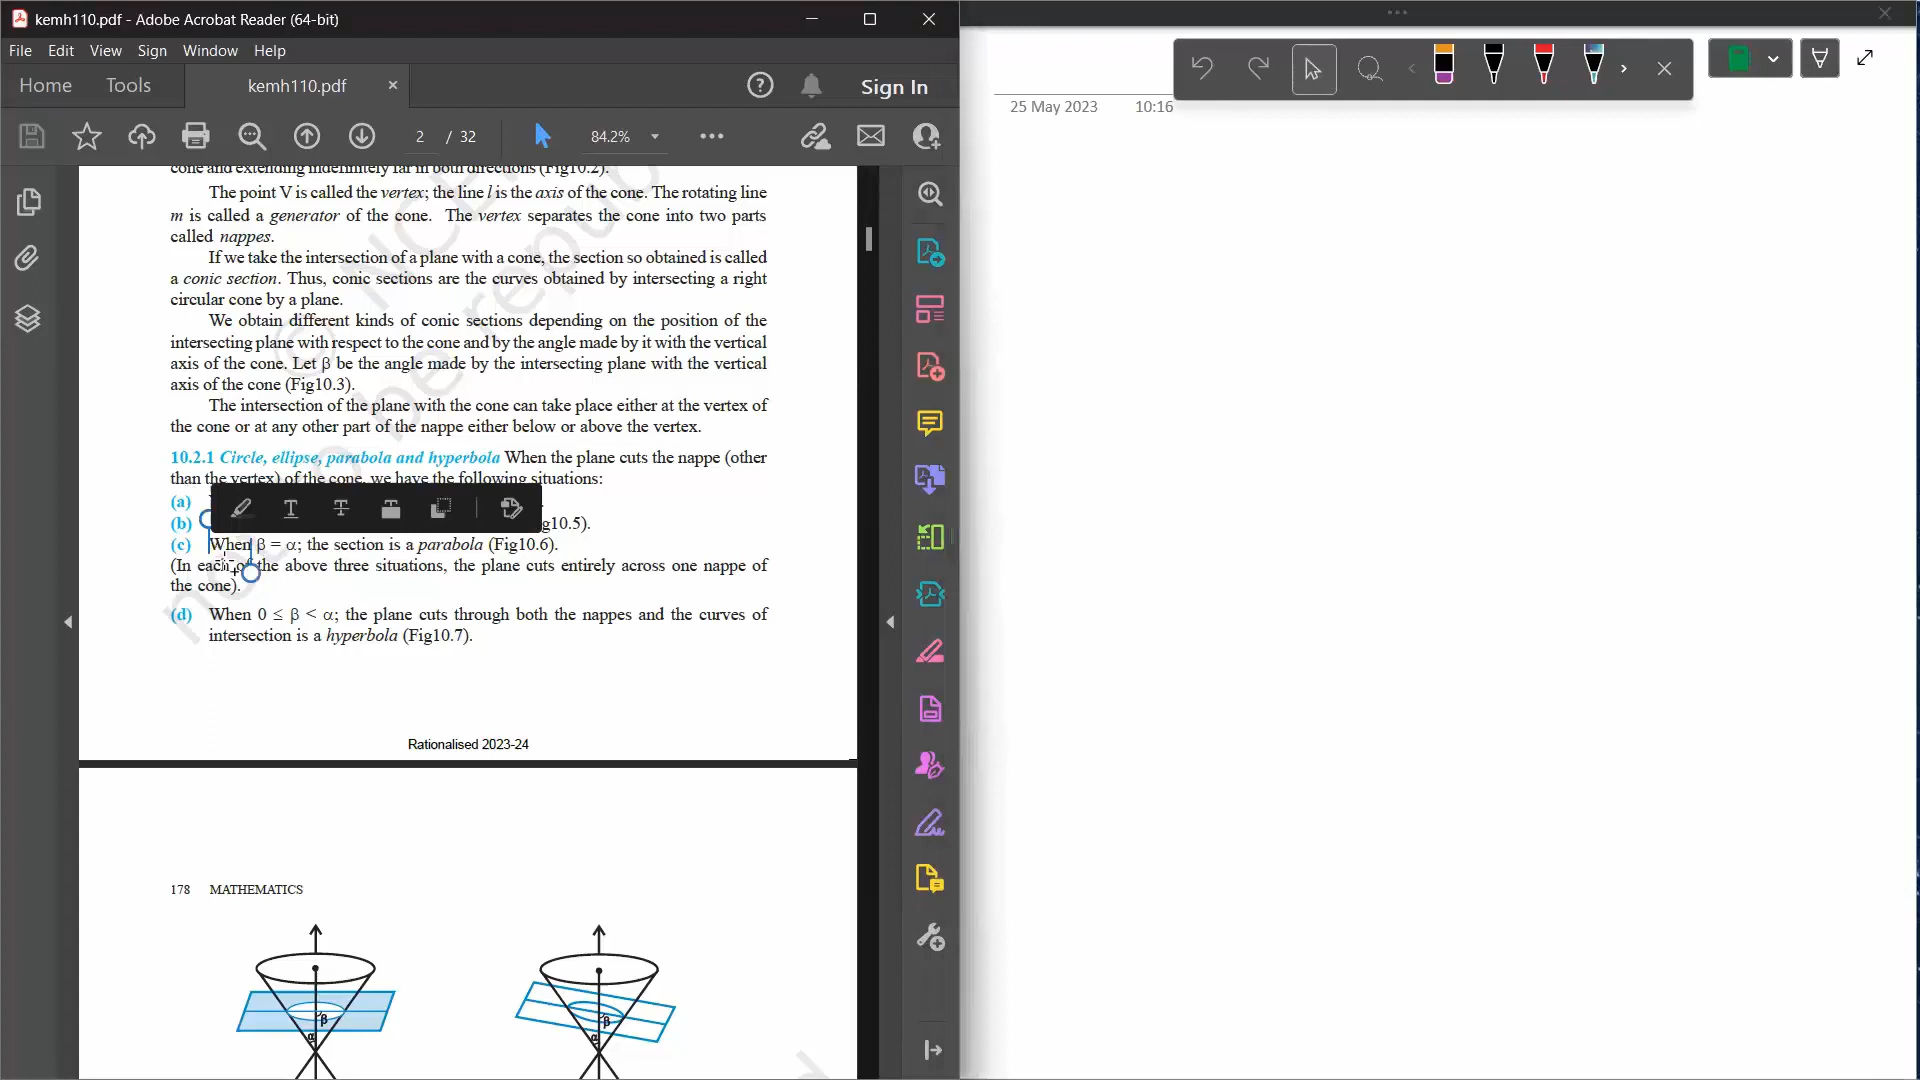 kemh110.pdf - Adobe Acrobat Reader (64-bit)
File Edit View Sign Window Help
Home Tools kemh110.pdf × Sign In
2 / 32 84.2%
cone and extending indefinitely far in both directions (Fig10.2).
The point V is called the vertex; the line l is the axis of the cone. The rotating line
m is called a generator of the cone. The vertex separates the cone into two parts
called nappes.
If we take the intersection of a plane with a cone, the section so obtained is called
a conic section. Thus, conic sections are the curves obtained by intersecting a right
circular cone by a plane.
We obtain different kinds of conic sections depending on the position of the
intersecting plane with respect to the cone and by the angle made by it with the vertical
axis of the cone. Let β be the angle made by the intersecting plane with the vertical
axis of the cone (Fig10.3).
The intersection of the plane with the cone can take place either at the vertex of
the cone or at any other part of the nappe either below or above the vertex.
10.2.1 Circle, ellipse, parabola and hyperbola When the plane cuts the nappe (other
than the vertex) of the cone, we have the following situations:
(a)
(b) g10.5).
(c) When β = α; the section is a parabola (Fig10.6).
(In each of the above three situations, the plane cuts entirely across one nappe of
the cone).
(d) When 0 ≤ β < α; the plane cuts through both the nappes and the curves of
intersection is a hyperbola (Fig10.7).
Rationalised 2023-24
178 MATHEMATICS
β
α
β
α
25 May 2023 10:16